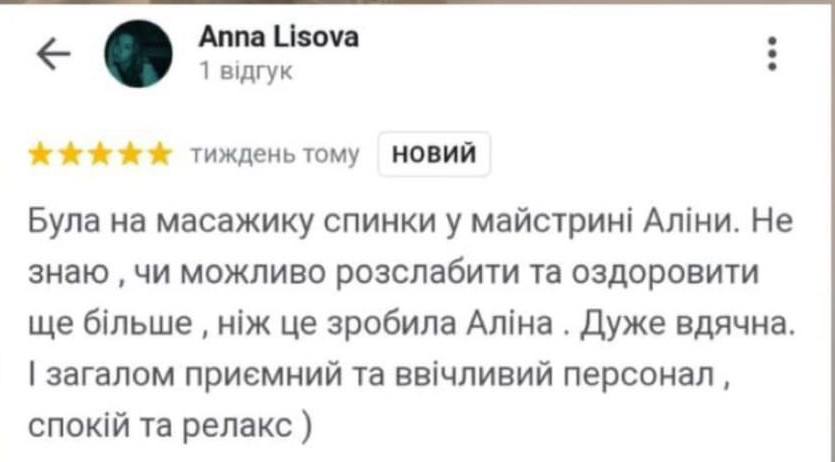 Anna Lisova
1 відгук
тиждень тому НОВИЙ
Була на масажику спинки у майстрині Аліни. Не
знаю , чи можливо розслабити та оздоровити
ще більше , ніж це зробила Аліна . Дуже вдячна.
І загалом приємний та ввічливий персонал ,
спокій та релакс )